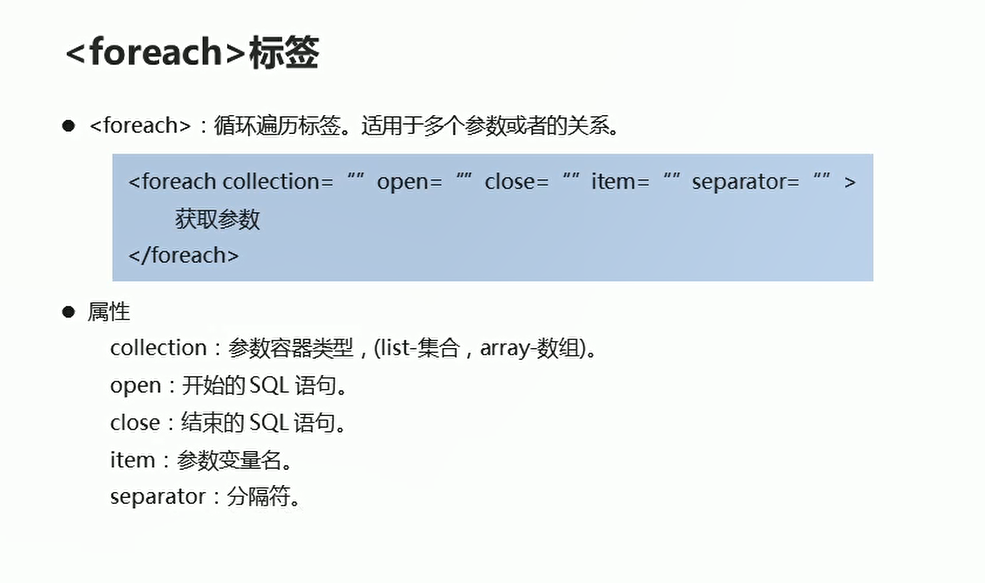 <foreach>标签
● <foreach>：循环遍历标签。适用于多个参数或者的关系。
<foreach collection= “” open= “” close= “” item= “” separator= “” >
获取参数
</foreach>
● 属性
collection：参数容器类型，(list-集合，array-数组)。
open：开始的 SQL 语句。
close：结束的 SQL 语句。
item：参数变量名。
separator：分隔符。